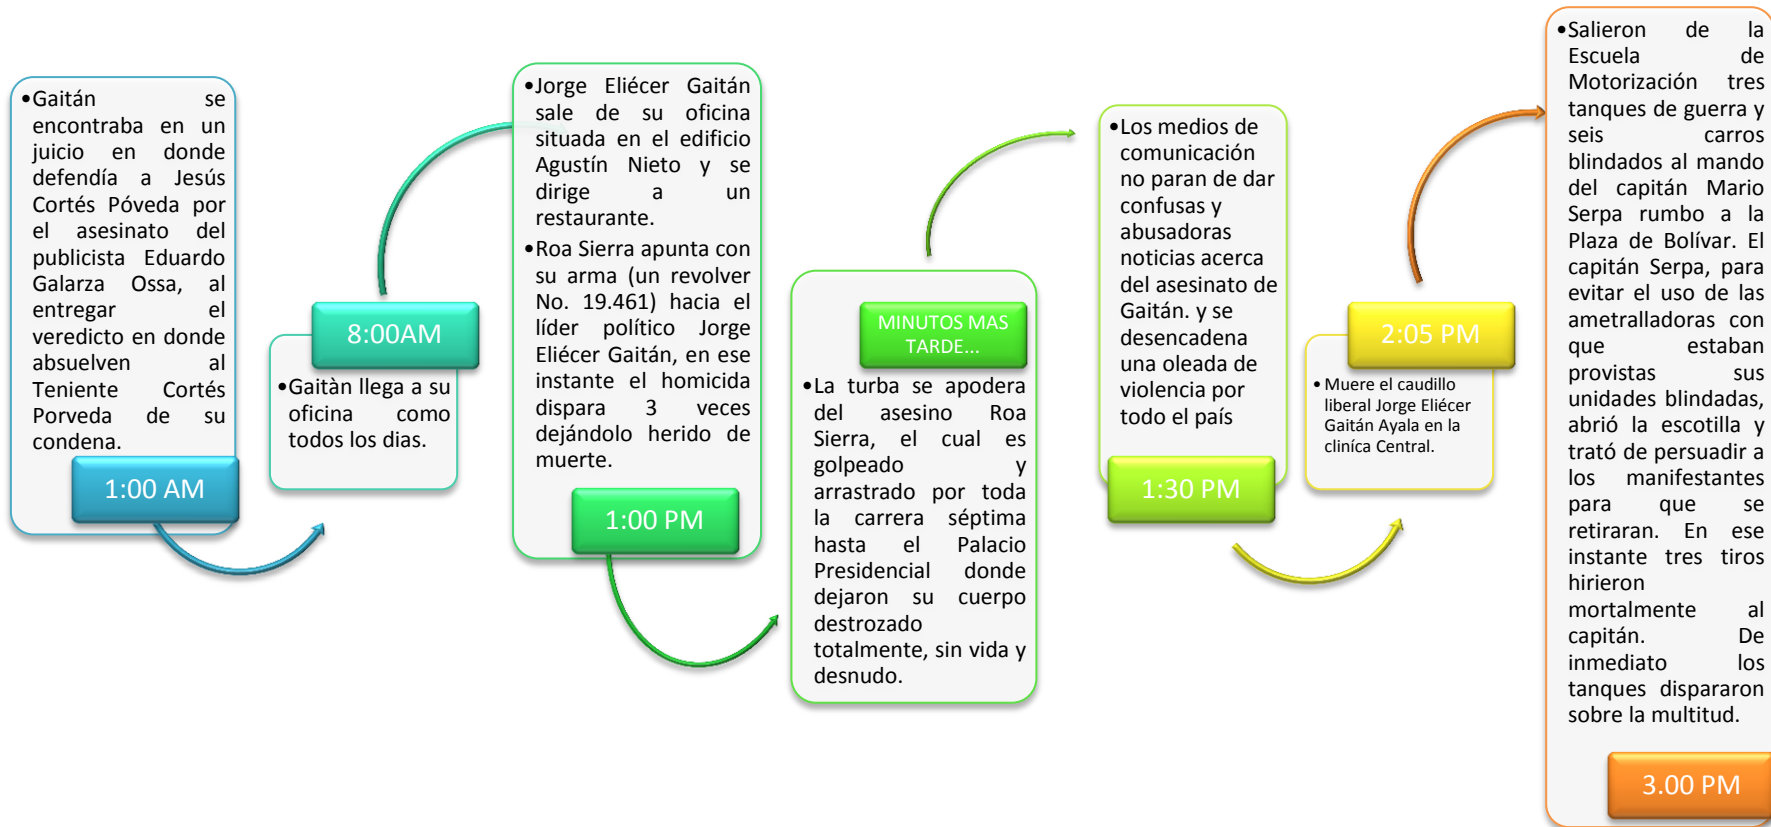 •Gaitán se
encontraba en un
juicio en donde
defendía a Jesús
Cortés Póveda por
el asesinato del
publicista Eduardo
Galarza Ossa, al
entregar el
veredicto en donde
absuelven al
Teniente Cortés
Porveda de su
condena.
1:00 AM
8:00AM
•Gaitàn llega a su
oficina como
todos los dias.
•Jorge Eliécer Gaitán
sale de su oficina
situada en el edificio
Agustín Nieto y se
dirige a un
restaurante.
•Roa Sierra apunta con
su arma (un revolver
No. 19.461) hacia el
líder político Jorge
Eliécer Gaitán, en ese
instante el homicida
dispara 3 veces
dejándolo herido de
muerte.
1:00 PM
MINUTOS MAS
TARDE...
•La turba se apodera
del asesino Roa
Sierra, el cual es
golpeado y
arrastrado por toda
la carrera séptima
hasta el Palacio
Presidencial donde
dejaron su cuerpo
destrozado
totalmente, sin vida y
desnudo.
•Los medios de
comunicación
no paran de dar
confusas y
abusadoras
noticias acerca
del asesinato de
Gaitán. y se
desencadena
una oleada de
violencia por
todo el país
1:30 PM
2:05 PM
•Muere el caudillo
liberal Jorge Eliécer
Gaitán Ayala en la
cliníca Central.
•Salieron de la
Escuela de
Motorización tres
tanques de guerra y
seis carros
blindados al mando
del capitán Mario
Serpa rumbo a la
Plaza de Bolívar. El
capitán Serpa, para
evitar el uso de las
ametralladoras con
que estaban
provistas sus
unidades blindadas,
abrió la escotilla y
trató de persuadir a
los manifestantes
para que se
retiraran. En ese
instante tres tiros
hirieron
mortalmente al
capitán. De
inmediato los
tanques dispararon
sobre la multitud.
3.00 PM